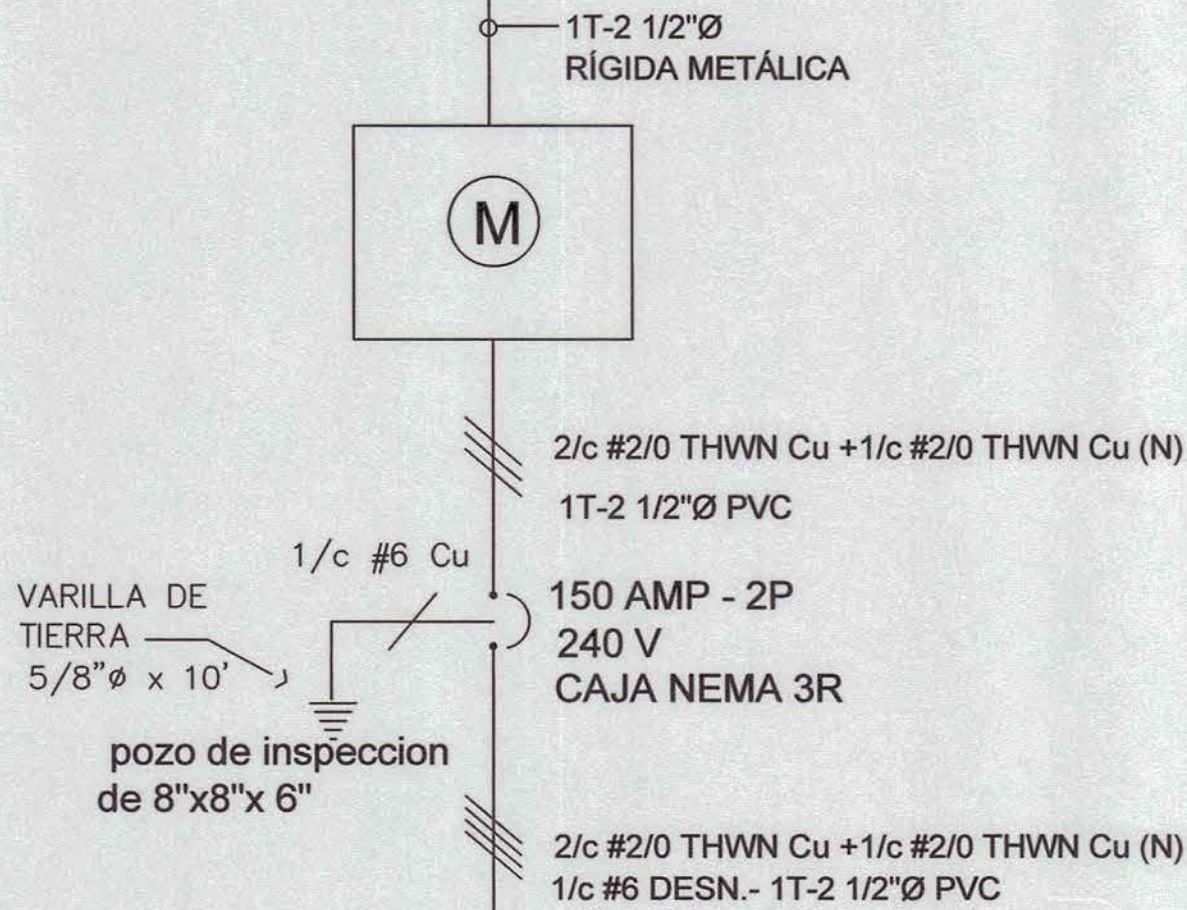 1T-2 1/2"Ø
RÍGIDA METÁLICA
M
2/c #2/0 THWN Cu +1/c #2/0 THWN Cu (N)
1T-2 1/2"Ø PVC
1/c #6 Cu
VARILLA DE
TIERRA
5/8"ø x 10'
150 AMP - 2P
240 V
CAJA NEMA 3R
pozo de inspeccion
de 8"x8"x 6"
2/c #2/0 THWN Cu +1/c #2/0 THWN Cu (N)
1/c #6 DESN.- 1T-2 1/2"Ø PVC